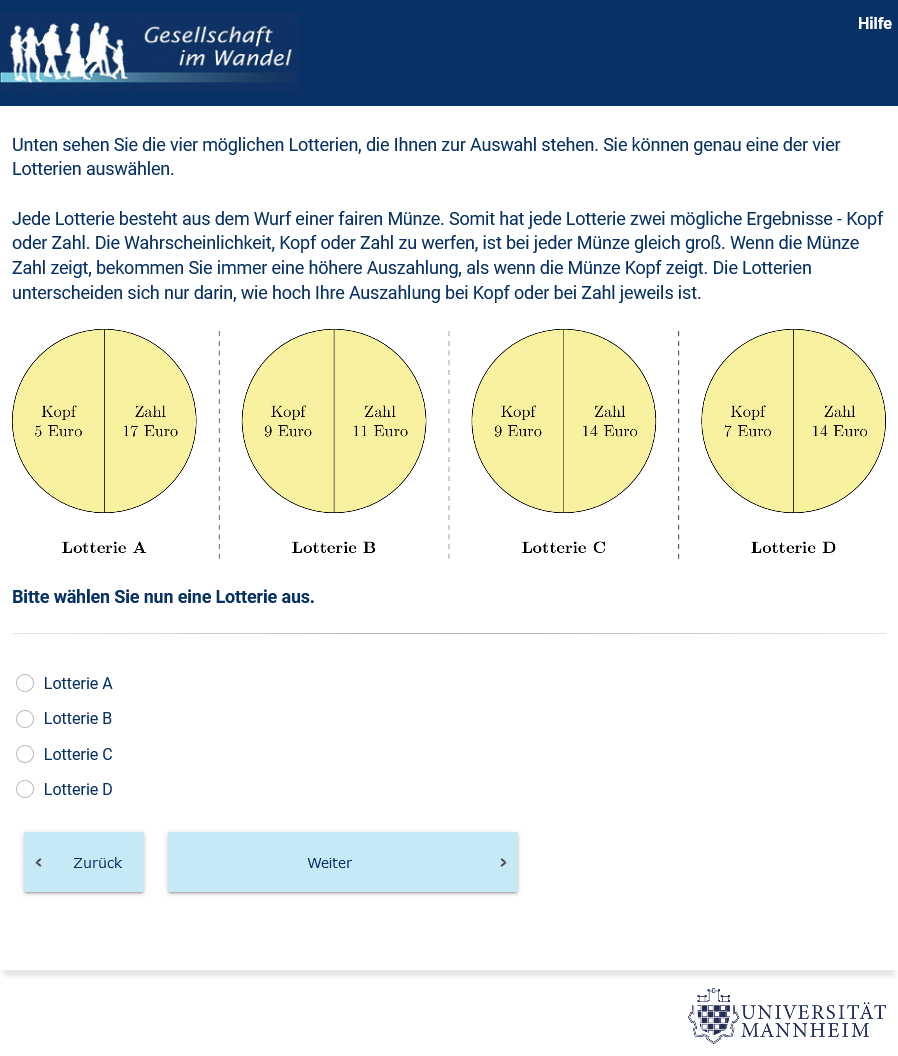 Gesellschaft
im Wandel
Hilfe
Unten sehen Sie die vier möglichen Lotterien, die Ihnen zur Auswahl stehen. Sie können genau eine der vier
Lotterien auswählen.
Jede Lotterie besteht aus dem Wurf einer fairen Münze. Somit hat jede Lotterie zwei mögliche Ergebnisse - Kopf
oder Zahl. Die Wahrscheinlichkeit, Kopf oder Zahl zu werfen, ist bei jeder Münze gleich groß. Wenn die Münze
Zahl zeigt, bekommen Sie immer eine höhere Auszahlung, als wenn die Münze Kopf zeigt. Die Lotterien
unterscheiden sich nur darin, wie hoch Ihre Auszahlung bei Kopf oder bei Zahl jeweils ist.
Kopf Zahl Kopf Zahl Kopf Zahl Kopf Zahl
5 Euro 17 Euro 9 Euro 11 Euro 9 Euro 14 Euro 7 Euro 14 Euro
Lotterie A Lotterie B Lotterie C Lotterie D
Bitte wählen Sie nun eine Lotterie aus.
Lotterie A
Lotterie B
Lotterie C
Lotterie D
Zurück Weiter
UNIVERSITÄT
MANNHEIM